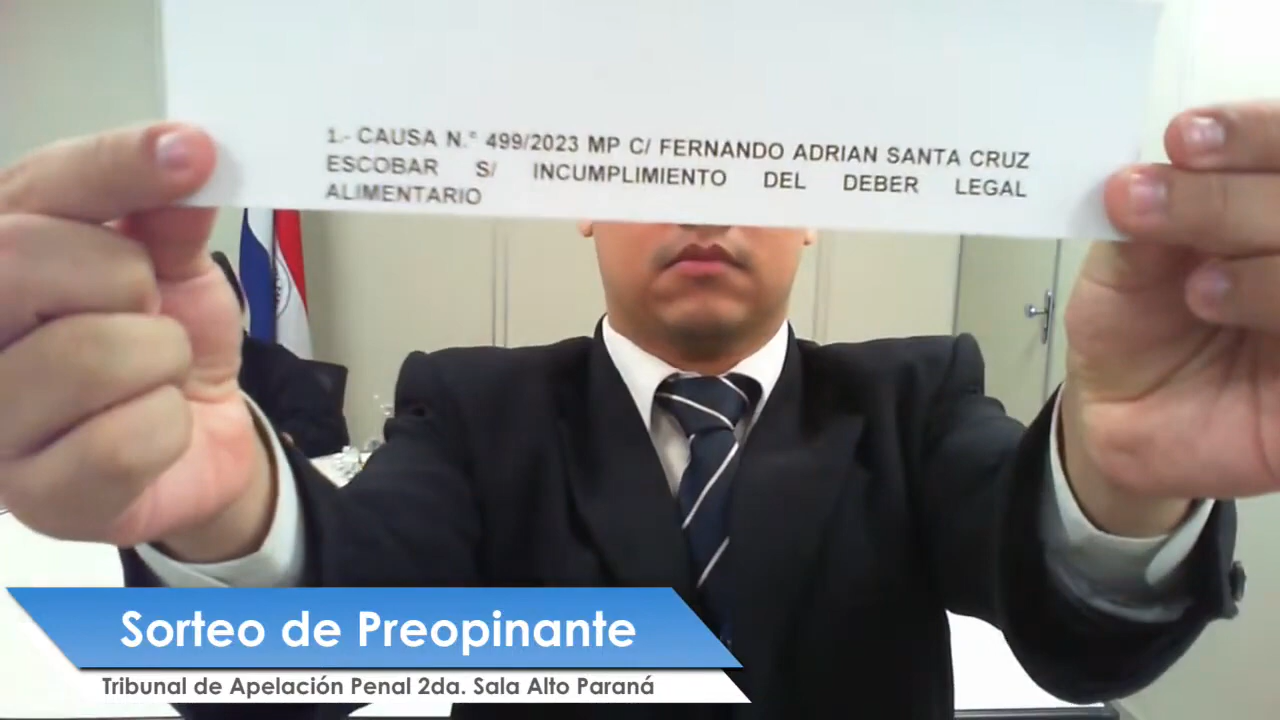 1.- CAUSA N.° 499/2023 MP C/ FERNANDO ADRIAN SANTA CRUZ
ESCOBAR S/ INCUMPLIMIENTO DEL DEBER LEGAL
ALIMENTARIO
Sorteo de Preopinante
Tribunal de Apelación Penal 2da. Sala Alto Paraná